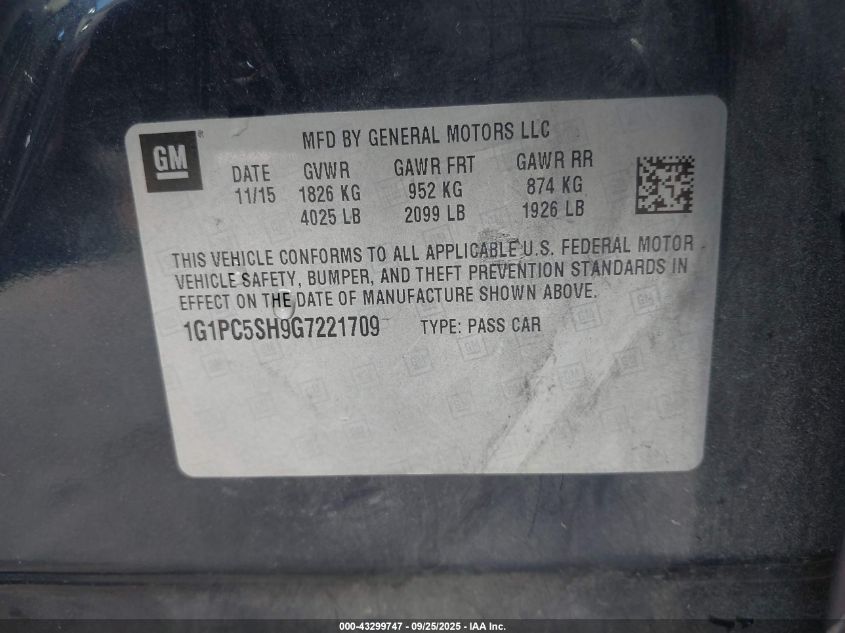 GM
MFD BY GENERAL MOTORS LLC
DATE GVWR GAWR FRT GAWR RR
11/15 1826 KG 952 KG 874 KG
4025 LB 2099 LB 1926 LB
THIS VEHICLE CONFORMS TO ALL APPLICABLE U.S. FEDERAL MOTOR
VEHICLE SAFETY, BUMPER, AND THEFT PREVENTION STANDARDS IN
EFFECT ON THE DATE OF MANUFACTURE SHOWN ABOVE.
1G1PC5SH9G7221709 TYPE: PASS CAR
000-43299747 - 09/25/2025 - IAA Inc.